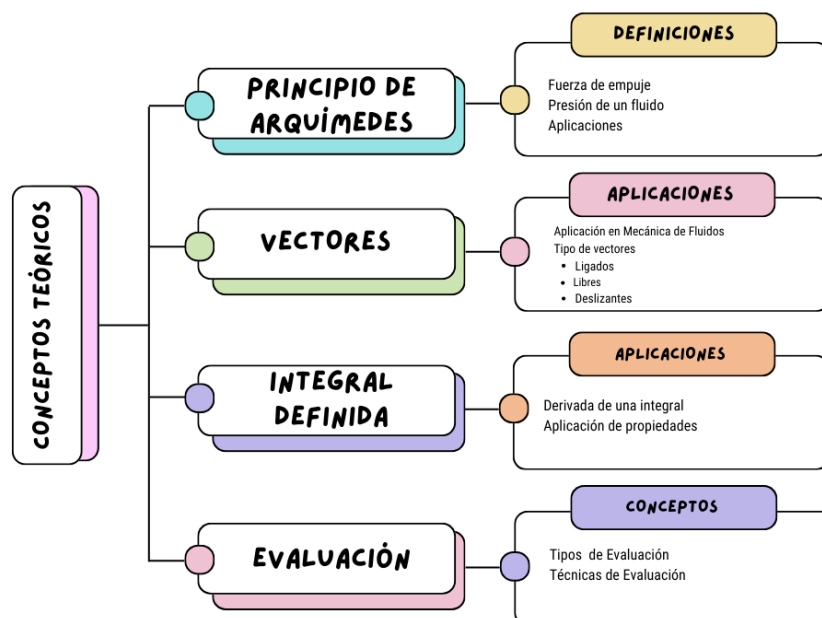 CONCEPTOS TEÓRICOS
PRINCIPIO DE
ARQUÍMEDES
DEFINICIONES
Fuerza de empuje
Presión de un fluido
Aplicaciones
VECTORES
APLICACIONES
Aplicación en Mecánica de Fluidos
Tipo de vectores
• Ligados
• Libres
• Deslizantes
INTEGRAL
DEFINIDA
APLICACIONES
Derivada de una integral
Aplicación de propiedades
EVALUACIÓN
CONCEPTOS
Tipos de Evaluación
Técnicas de Evaluación